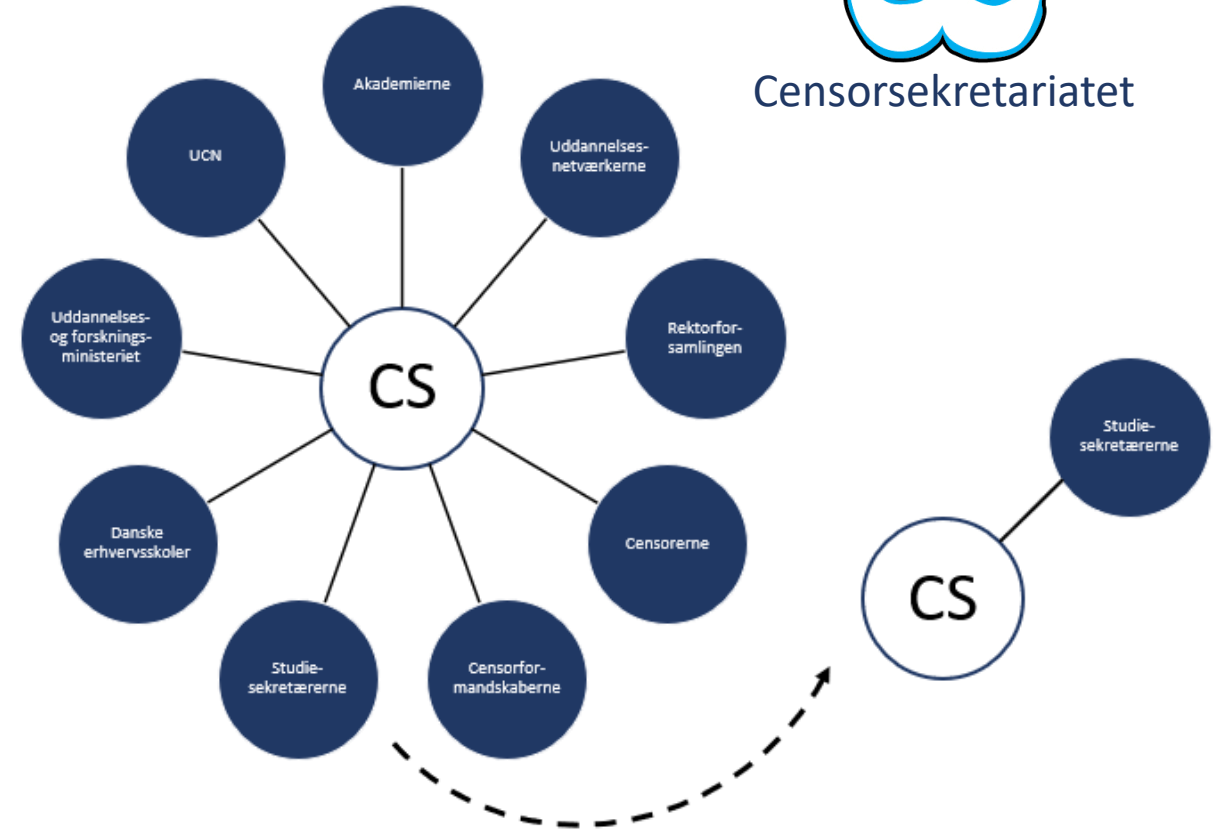 Censorsekretariatet
Akademierne
UCN
Uddannelses-
netværkerne
Uddannelses-
og forsknings-
ministeriet
Rektorfor-
samlingen
CS
Danske
erhvervsskoler
Censorerne
Studie-
sekretærerne
Censorfor-
mandskaberne
Studie-
sekretærerne
CS